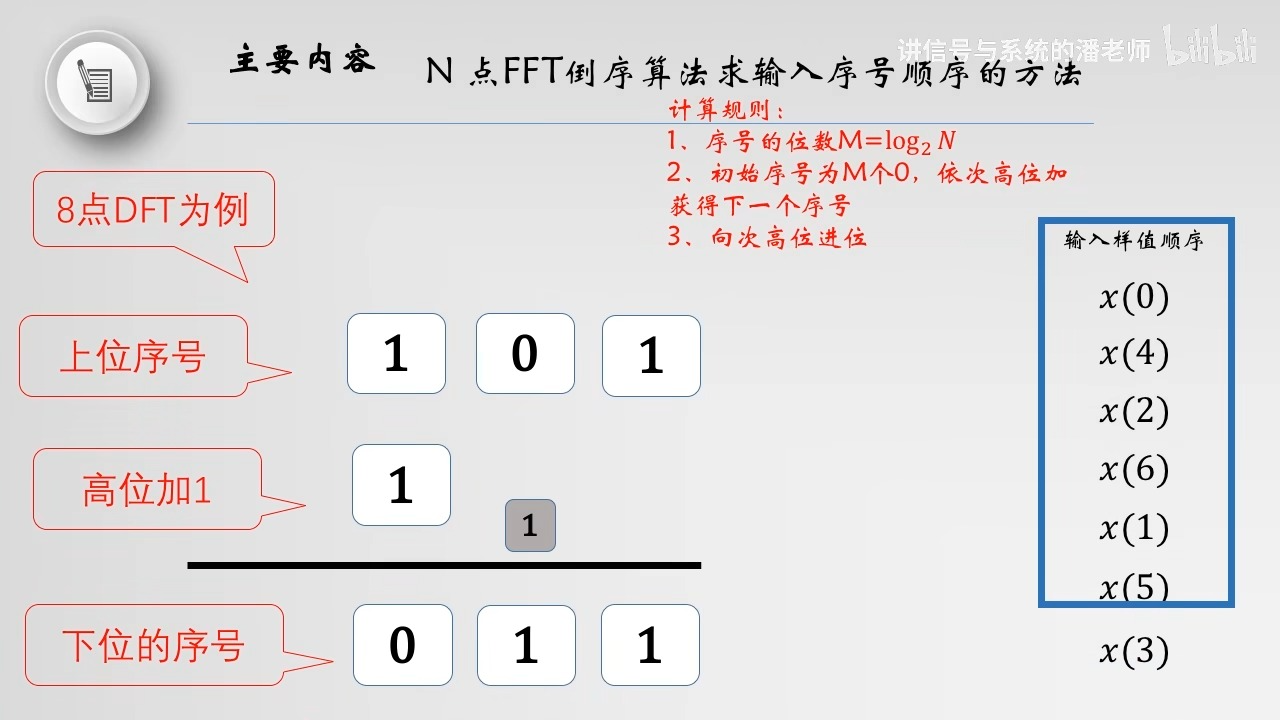 讲信号与系统的潘老师 bilibili
主要内容
N 点FFT倒序算法求输入序号顺序的方法
计算规则：
1、序号的位数M=log₂ N
2、初始序号为M个0，依次高位加
获得下一个序号
3、向次高位进位
8点DFT为例
输入样值顺序
x(0)
x(4)
x(2)
x(6)
x(1)
x(5)
x(3)
上位序号
1 0 1
高位加1
1
1
下位的序号
0 1 1